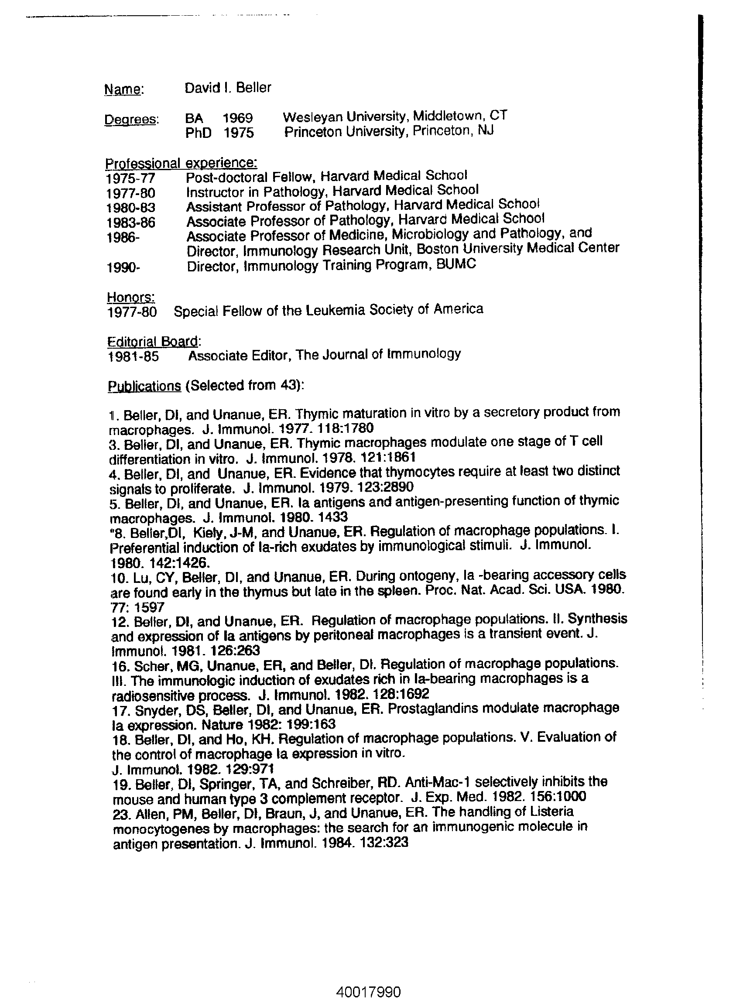 Name: David I. Beller
Degrees: BA 1969 Wesleyan University, Middletown, CT
PhD 1975 Princeton University, Princeton, NJ
Professional experience:
1975-77 Post-doctoral Fellow, Harvard Medical School
1977-80 Instructor in Pathology, Harvard Medical School
1980-83 Assistant Professor of Pathology, Harvard Medical School
1983-86 Associate Professor of Pathology, Harvard Medical School
1986- Associate Professor of Medicine, Microbiology and Pathology, and
Director, Immunology Research Unit, Boston University Medical Center
1990- Director, Immunology Training Program, BUMC
Honors:
1977-80 Special Fellow of the Leukemia Society of America
Editorial Board:
1981-85 Associate Editor, The Journal of Immunology
Publications (Selected from 43):
1. Beller, DI, and Unanue, ER. Thymic maturation in vitro by a secretory product from
macrophages. J. Immunol. 1977. 118:1780
3. Beller, DI, and Unanue, ER. Thymic macrophages modulate one stage of T cell
differentiation in vitro. J. Immunol. 1978. 121:1861
4. Beller, DI, and Unanue, ER. Evidence that thymocytes require at least two distinct
signals to proliferate. J. Immunol. 1979. 123:2890
5. Beller, DI, and Unanue, ER. Ia antigens and antigen-presenting function of thymic
macrophages. J. Immunol. 1980. 1433
*8. Beller,DI, Kiely, J-M, and Unanue, ER. Regulation of macrophage populations. I.
Preferential induction of Ia-rich exudates by immunological stimuli. J. Immunol.
1980. 142:1426.
10. Lu, CY, Beller, DI, and Unanue, ER. During ontogeny, Ia -bearing accessory cells
are found early in the thymus but late in the spleen. Proc. Nat. Acad. Sci. USA. 1980.
77: 1597
12. Beller, DI, and Unanue, ER. Regulation of macrophage populations. II. Synthesis
and expression of Ia antigens by peritoneal macrophages is a transient event. J.
Immunol. 1981. 126:263
16. Scher, MG, Unanue, ER, and Beller, DI. Regulation of macrophage populations.
III. The immunologic induction of exudates rich in Ia-bearing macrophages is a
radiosensitive process. J. Immunol. 1982. 128:1692
17. Snyder, DS, Beller, DI, and Unanue, ER. Prostaglandins modulate macrophage
Ia expression. Nature 1982: 199:163
18. Beller, DI, and Ho, KH. Regulation of macrophage populations. V. Evaluation of
the control of macrophage Ia expression in vitro.
J. Immunol. 1982. 129:971
19. Beller, DI, Springer, TA, and Schreiber, RD. Anti-Mac-1 selectively inhibits the
mouse and human type 3 complement receptor. J. Exp. Med. 1982. 156:1000
23. Allen, PM, Beller, DI, Braun, J, and Unanue, ER. The handling of Listeria
monocytogenes by macrophages: the search for an immunogenic molecule in
antigen presentation. J. Immunol. 1984. 132:323
40017990